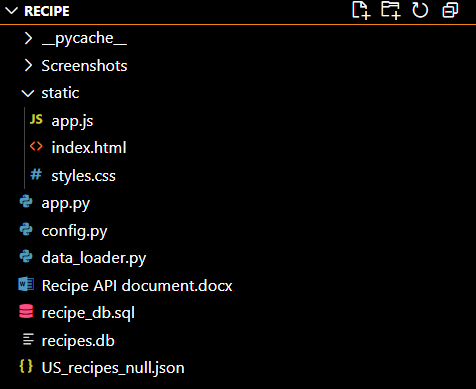 RECIPE
__pycache__
Screenshots
static
JS app.js
<> index.html
# styles.css
app.py
config.py
data_loader.py
W Recipe API document.docx
recipe_db.sql
recipes.db
{} US_recipes_null.json